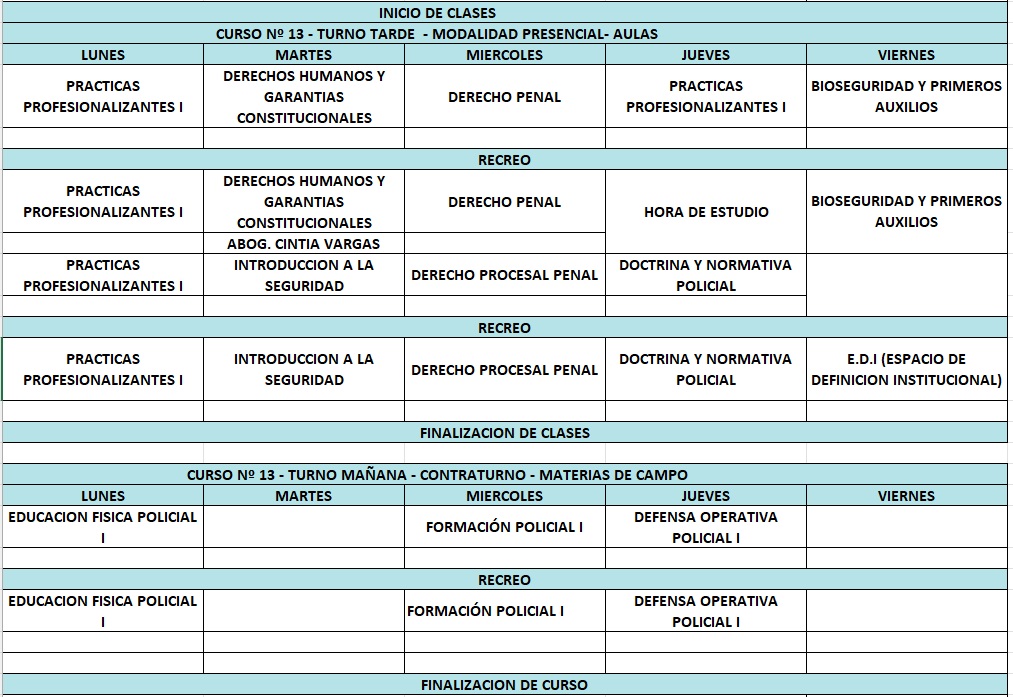 INICIO DE CLASES
CURSO Nº 13 - TURNO TARDE - MODALIDAD PRESENCIAL- AULAS
LUNES MARTES MIERCOLES JUEVES VIERNES
PRACTICAS
PROFESIONALIZANTES I
DERECHOS HUMANOS Y
GARANTIAS
CONSTITUCIONALES
DERECHO PENAL
PRACTICAS
PROFESIONALIZANTES I
BIOSEGURIDAD Y PRIMEROS
AUXILIOS
RECREO
PRACTICAS
PROFESIONALIZANTES I
DERECHOS HUMANOS Y
GARANTIAS
CONSTITUCIONALES
DERECHO PENAL
HORA DE ESTUDIO
BIOSEGURIDAD Y PRIMEROS
AUXILIOS
ABOG. CINTIA VARGAS
PRACTICAS
PROFESIONALIZANTES I
INTRODUCCION A LA
SEGURIDAD
DERECHO PROCESAL PENAL
DOCTRINA Y NORMATIVA
POLICIAL
RECREO
PRACTICAS
PROFESIONALIZANTES I
INTRODUCCION A LA
SEGURIDAD
DERECHO PROCESAL PENAL
DOCTRINA Y NORMATIVA
POLICIAL
E.D.I (ESPACIO DE
DEFINICION INSTITUCIONAL)
FINALIZACION DE CLASES
CURSO Nº 13 - TURNO MAÑANA - CONTRATURNO - MATERIAS DE CAMPO
LUNES MARTES MIERCOLES JUEVES VIERNES
EDUCACION FISICA POLICIAL
I
FORMACIÓN POLICIAL I
DEFENSA OPERATIVA
POLICIAL I
RECREO
EDUCACION FISICA POLICIAL
I
FORMACIÓN POLICIAL I
DEFENSA OPERATIVA
POLICIAL I
FINALIZACION DE CURSO